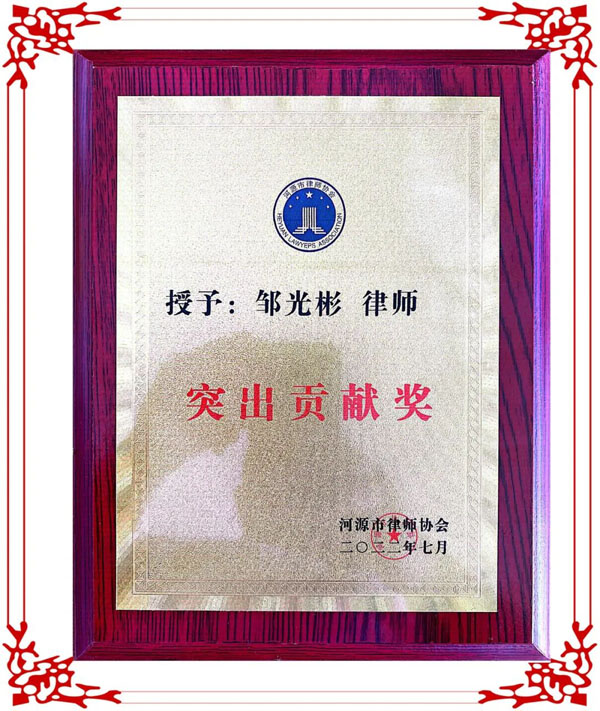 河源市律师协会
HEYUAN LAWYEPS ASSOCIATION
授予：邹光彬 律师
突出贡献奖
河源市律师协会
二〇二二年七月